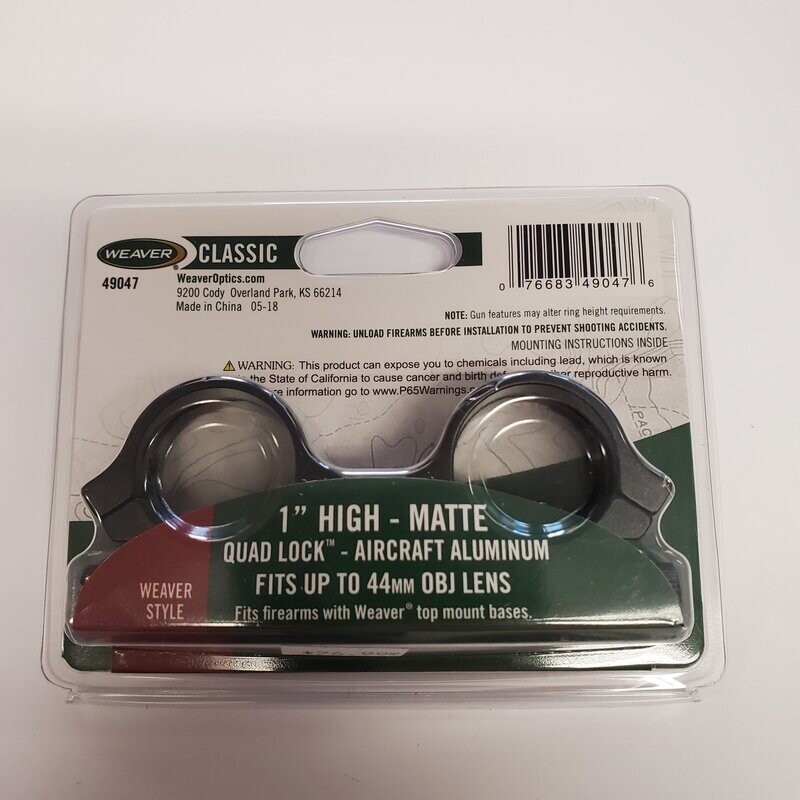 WEAVER® CLASSIC
49047
WeaverOptics.com
9200 Cody Overland Park, KS 66214
Made in China 05-18
0 76683 49047 6
NOTE: Gun features may alter ring height requirements.
WARNING: UNLOAD FIREARMS BEFORE INSTALLATION TO PREVENT SHOOTING ACCIDENTS.
MOUNTING INSTRUCTIONS INSIDE
⚠WARNING: This product can expose you to chemicals including lead, which is known
the State of California to cause cancer and birth reproductive harm.
information go to www.P65Warnings.
1” HIGH - MATTE
QUAD LOCK™ - AIRCRAFT ALUMINUM
FITS UP TO 44MM OBJ LENS
Fits firearms with Weaver® top mount bases.
WEAVER
STYLE